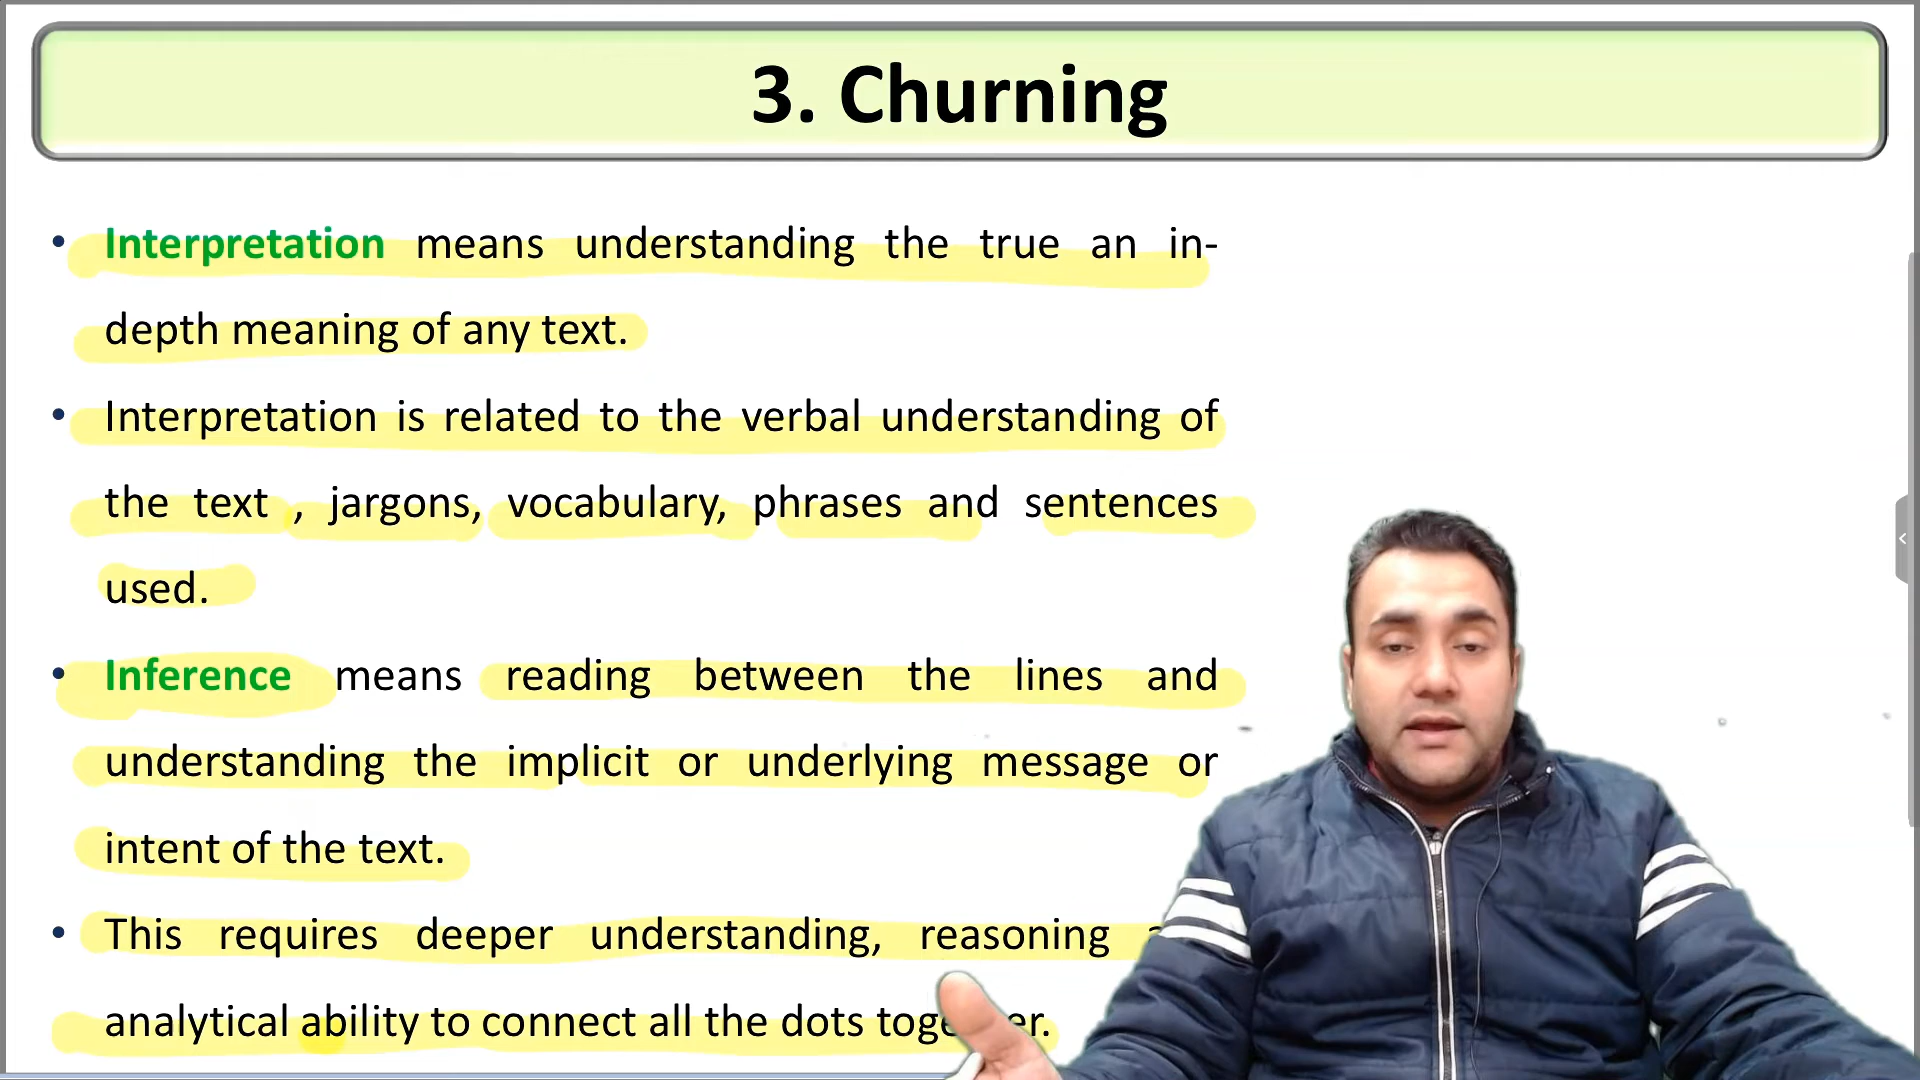 3. Churning
• Interpretation means understanding the true an in-
depth meaning of any text.
• Interpretation is related to the verbal understanding of
the text , jargons, vocabulary, phrases and sentences
used.
• Inference means reading between the lines and
understanding the implicit or underlying message or
intent of the text.
• This requires deeper understanding, reasoning
analytical ability to connect all the dots together.